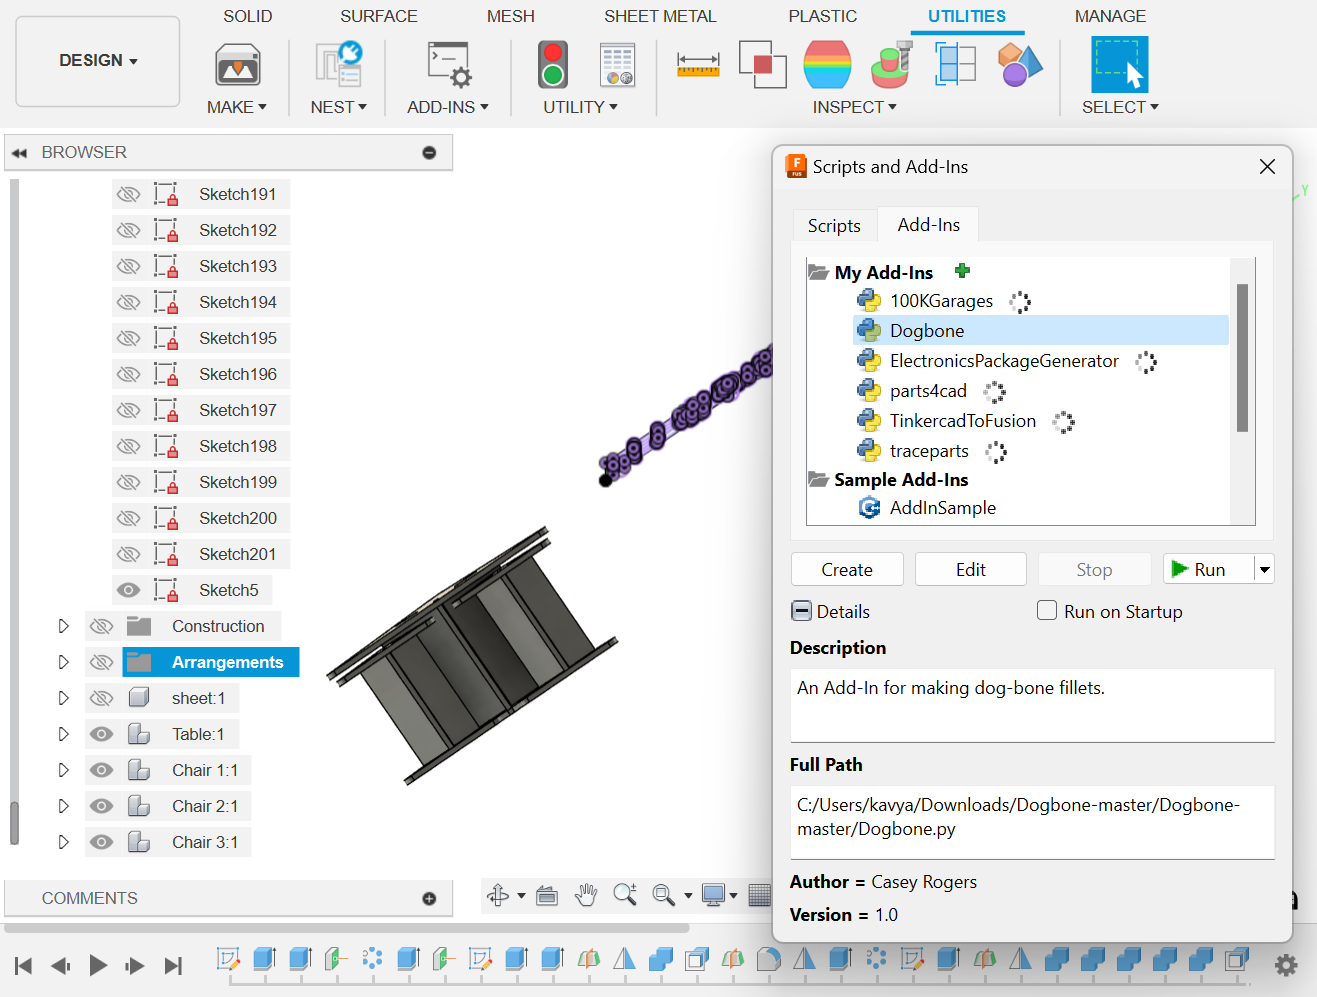 SOLID SURFACE MESH SHEET METAL PLASTIC UTILITIES MANAGE
DESIGN
MAKE NEST ADD-INS UTILITY INSPECT SELECT
BROWSER
Sketch191
Sketch192
Sketch193
Sketch194
Sketch195
Sketch196
Sketch197
Sketch198
Sketch199
Sketch200
Sketch201
Sketch5
Construction
Arrangements
sheet:1
Table:1
Chair 1:1
Chair 2:1
Chair 3:1
COMMENTS
Y
F
FUS
Scripts and Add-Ins
Scripts Add-Ins
My Add-Ins
100KGarages
Dogbone
ElectronicsPackageGenerator
parts4cad
TinkercadToFusion
traceparts
Sample Add-Ins
AddInSample
Create Edit Stop Run
Details Run on Startup
Description
An Add-In for making dog-bone fillets.
Full Path
C:/Users/kavya/Downloads/Dogbone-master/Dogbone-
master/Dogbone.py
Author = Casey Rogers
Version = 1.0